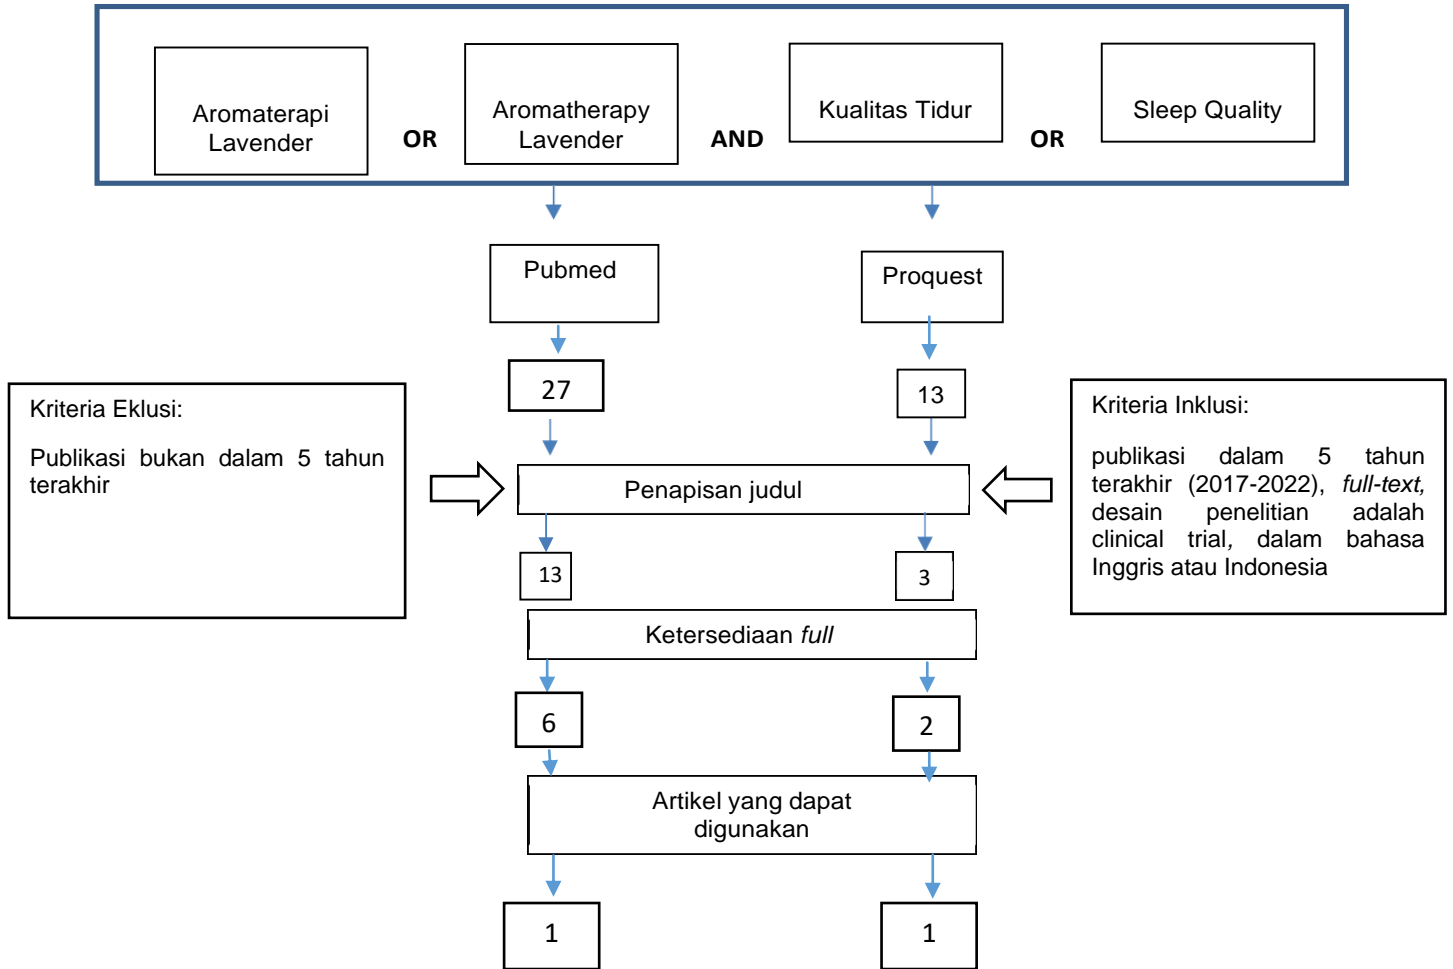 Aromaterapi
Lavender
OR
Aromatherapy
Lavender
AND
Kualitas Tidur
OR
Sleep Quality
Pubmed
Proquest
27
13
Kriteria Eklusi:
Publikasi bukan dalam 5 tahun
terakhir
Penapisan judul
Kriteria Inklusi:
publikasi dalam 5 tahun
terakhir (2017-2022), full-text,
desain penelitian adalah
clinical trial, dalam bahasa
Inggris atau Indonesia
13
3
Ketersediaan full
6
2
Artikel yang dapat
digunakan
1
1